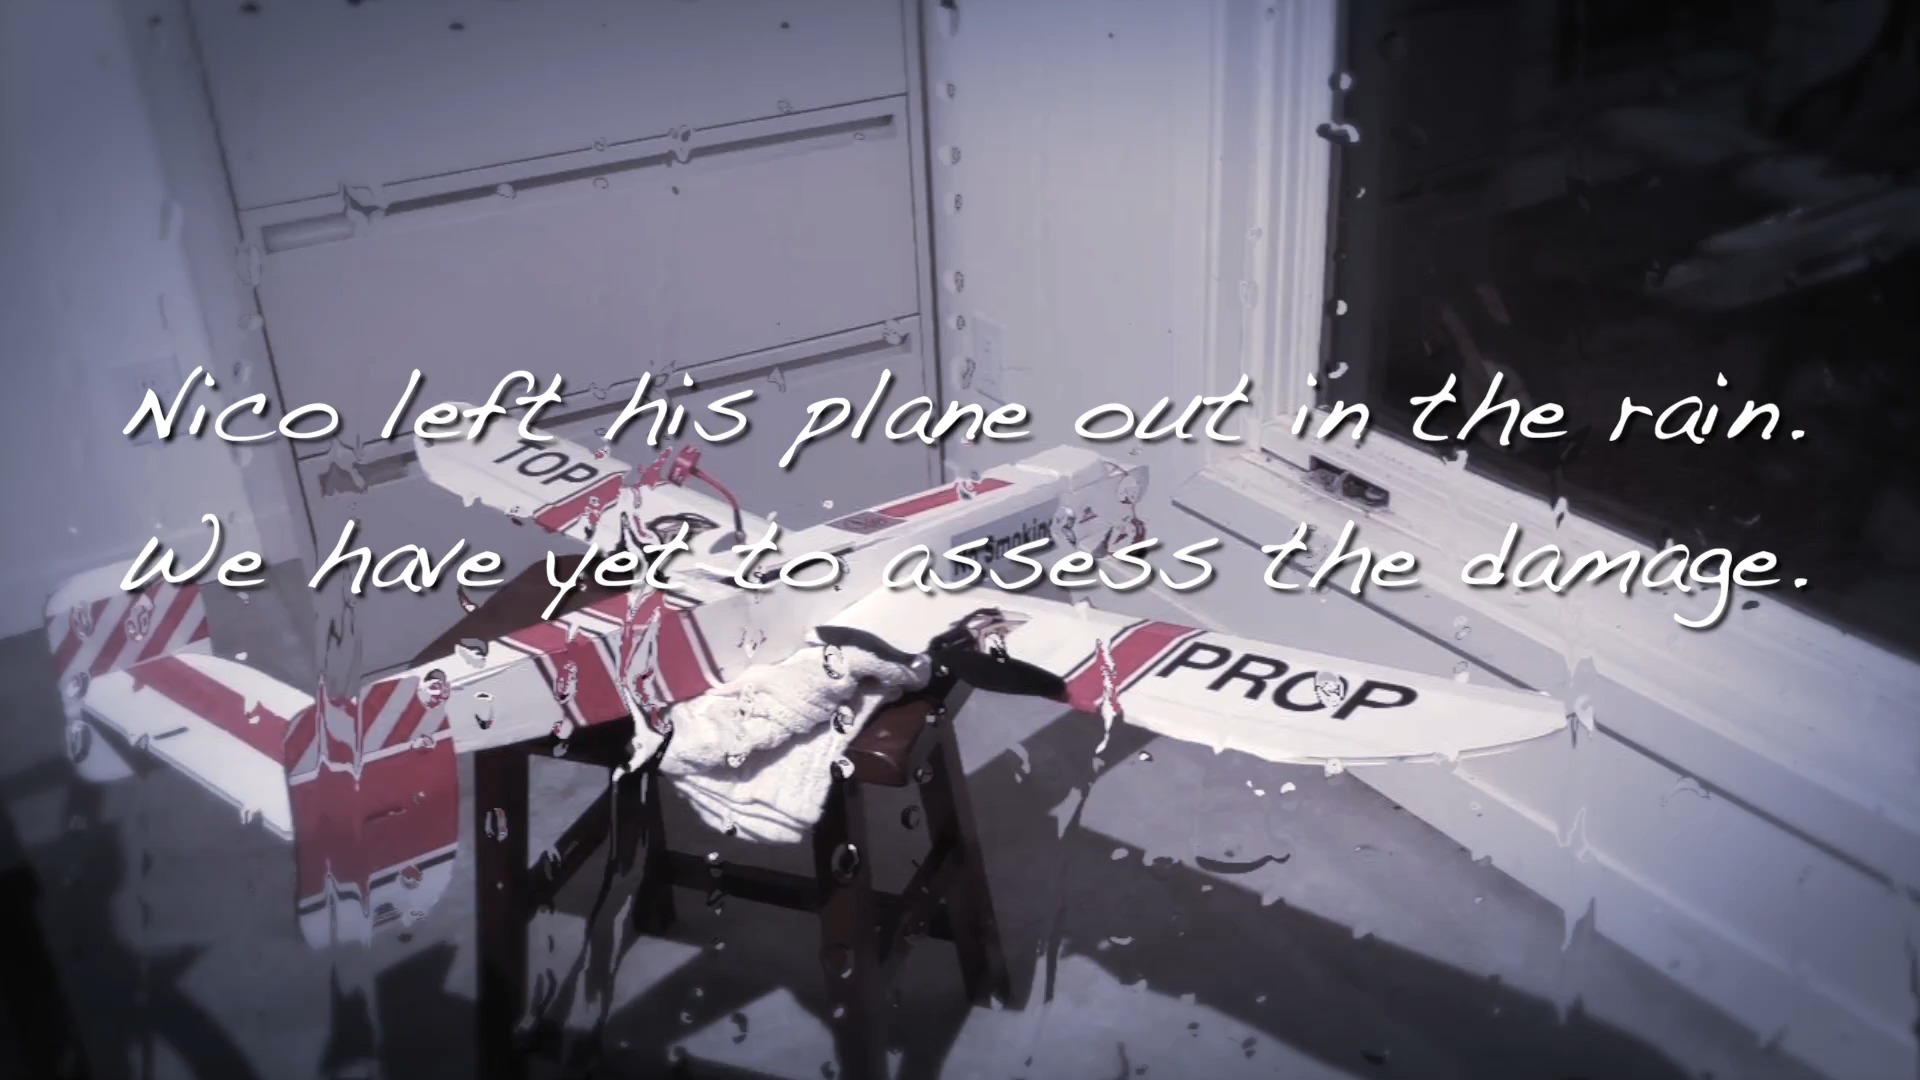 Nico left his plane out in the rain.
TOP
We have yet to assess the damage.
PROP